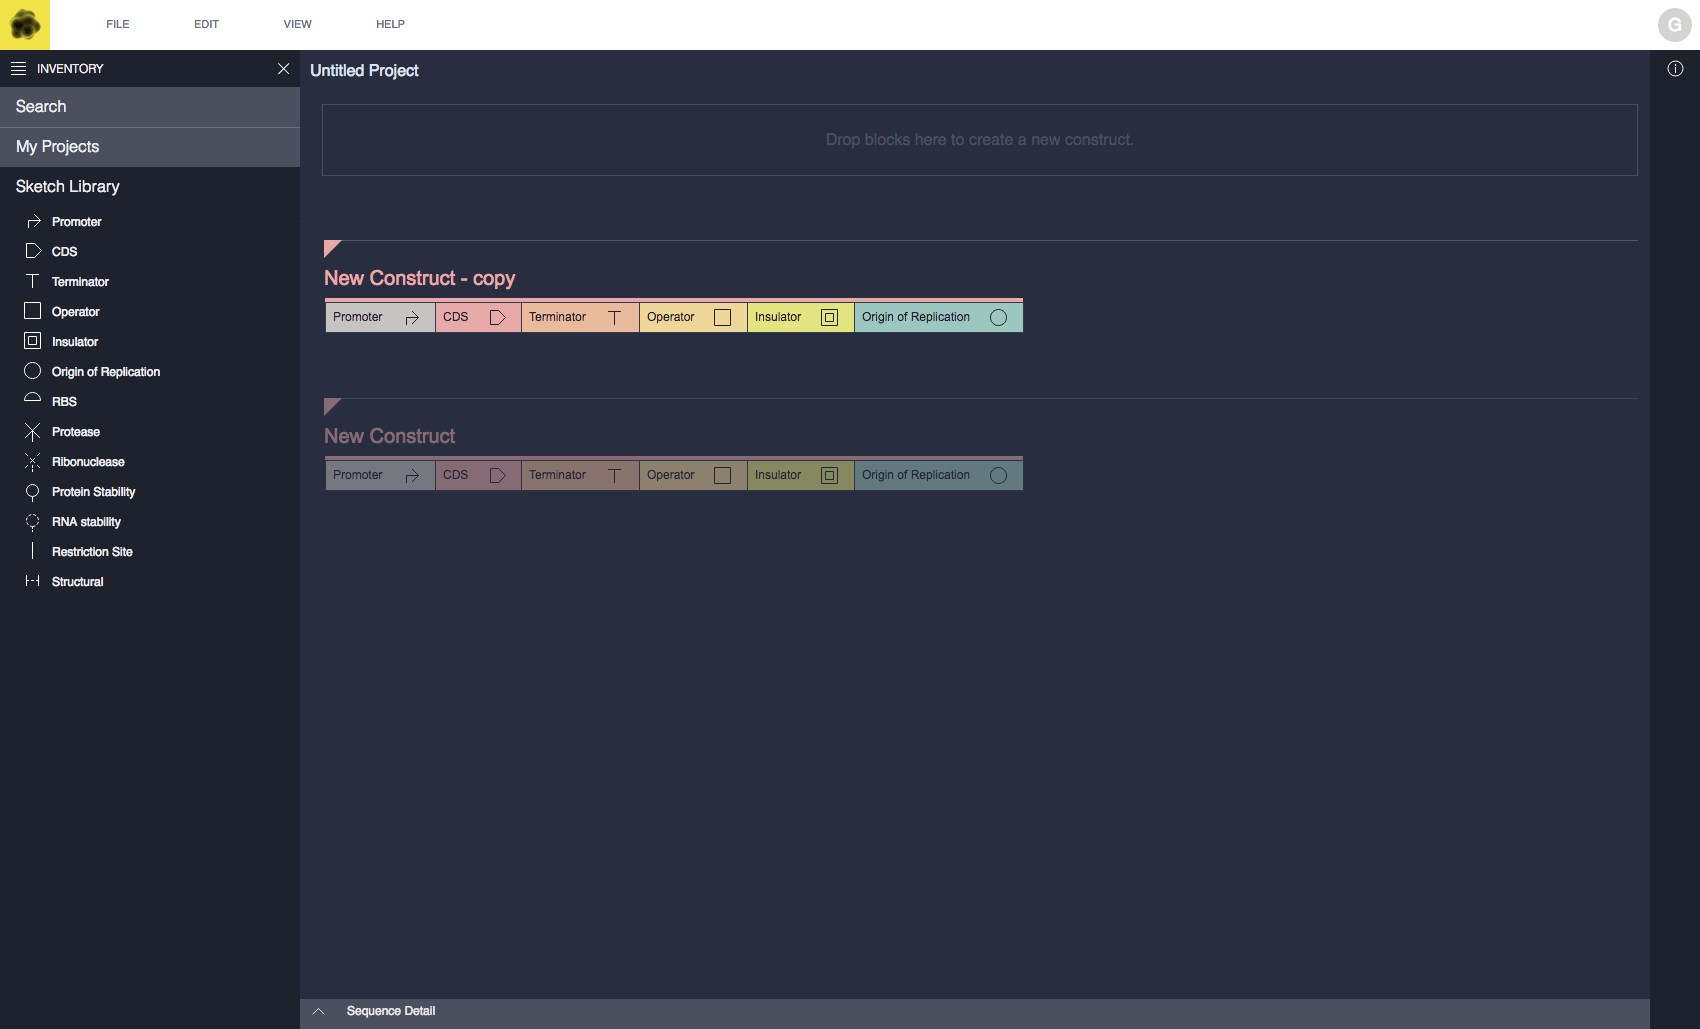 FILE EDIT VIEW HELP
G
INVENTORY
Untitled Project
Search
My Projects
Sketch Library
Promoter
CDS
Terminator
Operator
Insulator
Origin of Replication
RBS
Protease
Ribonuclease
Protein Stability
RNA stability
Restriction Site
Structural
Drop blocks here to create a new construct.
New Construct - copy
Promoter CDS Terminator Operator Insulator Origin of Replication
New Construct
Promoter CDS Terminator Operator Insulator Origin of Replication
Sequence Detail